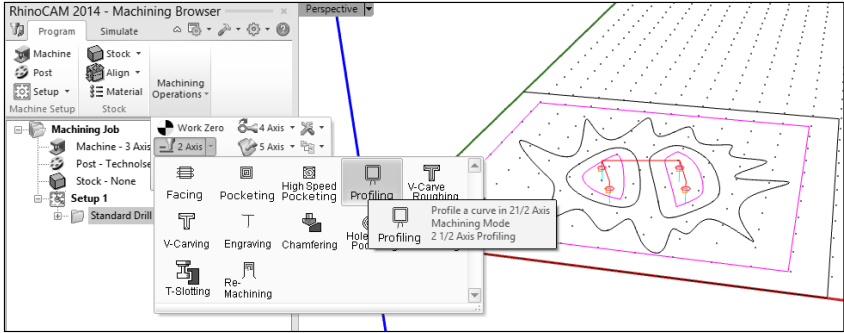 RhinoCAM 2014 - Machining Browser
Perspective
Program Simulate
Machine Stock
Post Align
Setup Material
Machining
Operations
Machine Setup Stock
Machining Job
Machine - 3 Axis
Post - Technolse
Stock - None
Setup 1
Standard Drill
Work Zero 4 Axis
2 Axis 5 Axis
Facing Pocketing High Speed
Pocketing Profiling V-Carve
Roughing
V-Carving Engraving Chamfering Hole
Poc
T-Slotting Re-
Machining
Profiling
Profile a curve in 21/2 Axis
Machining Mode
2 1/2 Axis Profiling